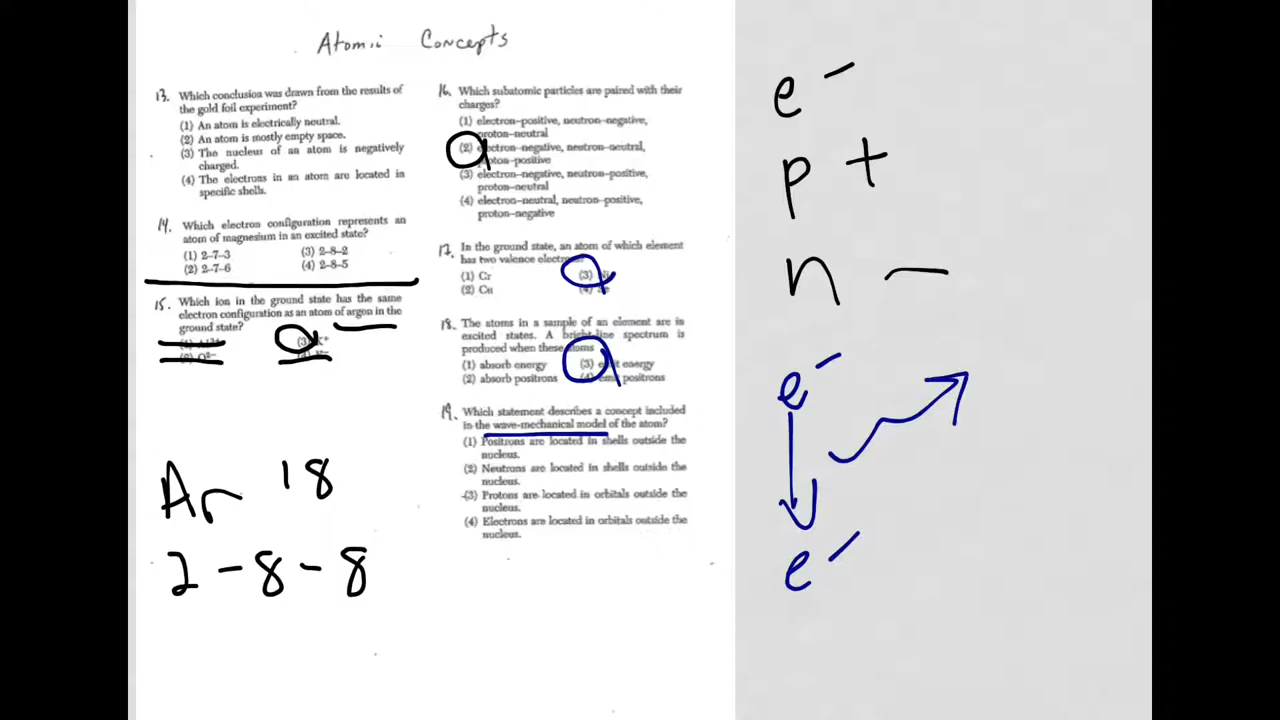 Atomic Concepts
13. Which conclusion was drawn from the results of
the gold foil experiment?
(1) An atom is electrically neutral.
(2) An atom is mostly empty space.
(3) The nucleus of an atom is negatively
charged.
(4) The electrons in an atom are located in
specific shells.
14. Which electron configuration represents an
atom of magnesium in an excited state?
(1) 2–7–3 (3) 2–8–2
(2) 2–7–6 (4) 2–8–5
15. Which ion in the ground state has the same
electron configuration as an atom of argon in the
ground state?
(2) O²⁻
Ar 18
2-8-8
16. Which subatomic particles are paired with their
charges?
(1) electron–positive, neutron–negative,
proton–neutral
(2) electron–negative, neutron–neutral,
proton–positive
(3) electron–negative, neutron–positive,
proton–neutral
(4) electron–neutral, neutron–positive,
proton–negative
17. In the ground state, an atom of which element
has two valence
(1) Cr (3)
(2) Cu (4)
18. The atoms in a sample of an element are in
excited states. A bright-line spectrum is
produced when these atoms
(1) absorb energy (3) emit energy
(2) absorb positrons (4) emit positrons
19. Which statement describes a concept included
in the wave-mechanical model of the atom?
(1) Positrons are located in shells outside the
nucleus.
(2) Neutrons are located in shells outside the
nucleus.
(3) Protons are located in orbitals outside the
nucleus.
(4) Electrons are located in orbitals outside the
nucleus.
e⁻
p +
n —
e⁻
e⁻